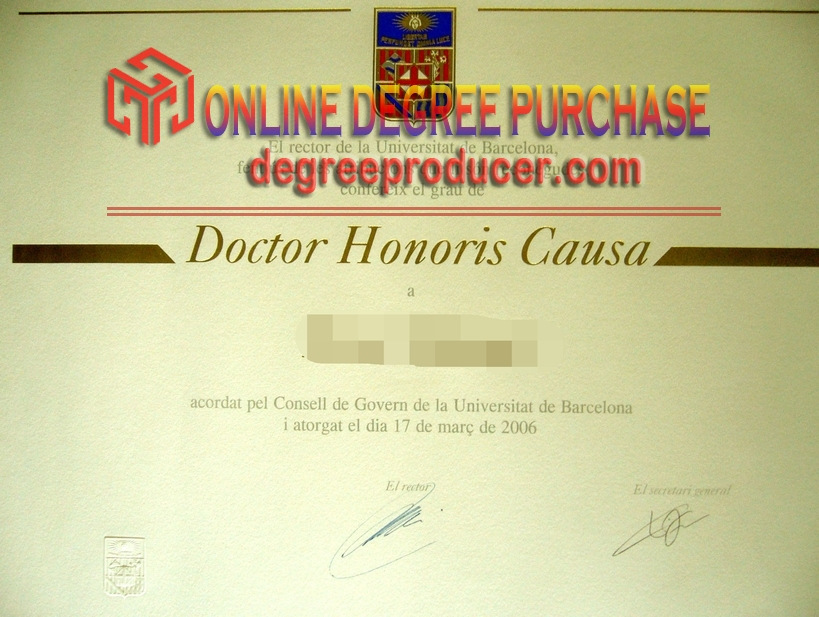 LIBERTAS
PERFUNDET OMNIA LUCE
ONLINE DEGREE PURCHASE
El rector de la Universitat de Barcelona,
degreeproducer.com
confereix el grau de
Doctor Honoris Causa
a
acordat pel Consell de Govern de la Universitat de Barcelona
i atorgat el dia 17 de març de 2006
El rector
El secretari general